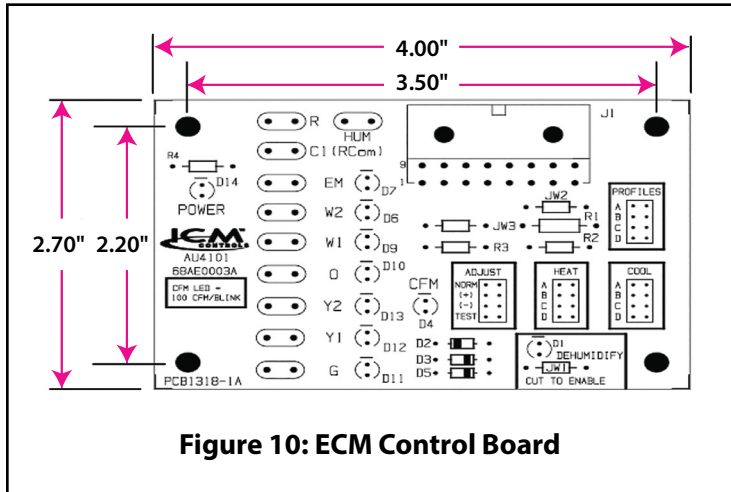 4.00"
3.50"
2.70"
2.20"
R
HUM
C1(RCom)
J1
R4
D14
POWER
9
1
EM
D7
W2
D6
W1
D9
O
D10
Y2
D13
Y1
D12
G
D11
ICM
CONTROLS
AU4101
68AE0003A
CFM LED =
100 CFM/BLINK
PCB1318-1A
CFM
D4
JW2
R1
JW3
R2
R3
PROFILES
A
B
C
D
ADJUST
NORM
(+)
(-)
TEST
HEAT
A
B
C
D
COOL
A
B
C
D
D2
D3
D5
D1
DEHUMIDIFY
JW1
CUT TO ENABLE
Figure 10: ECM Control Board